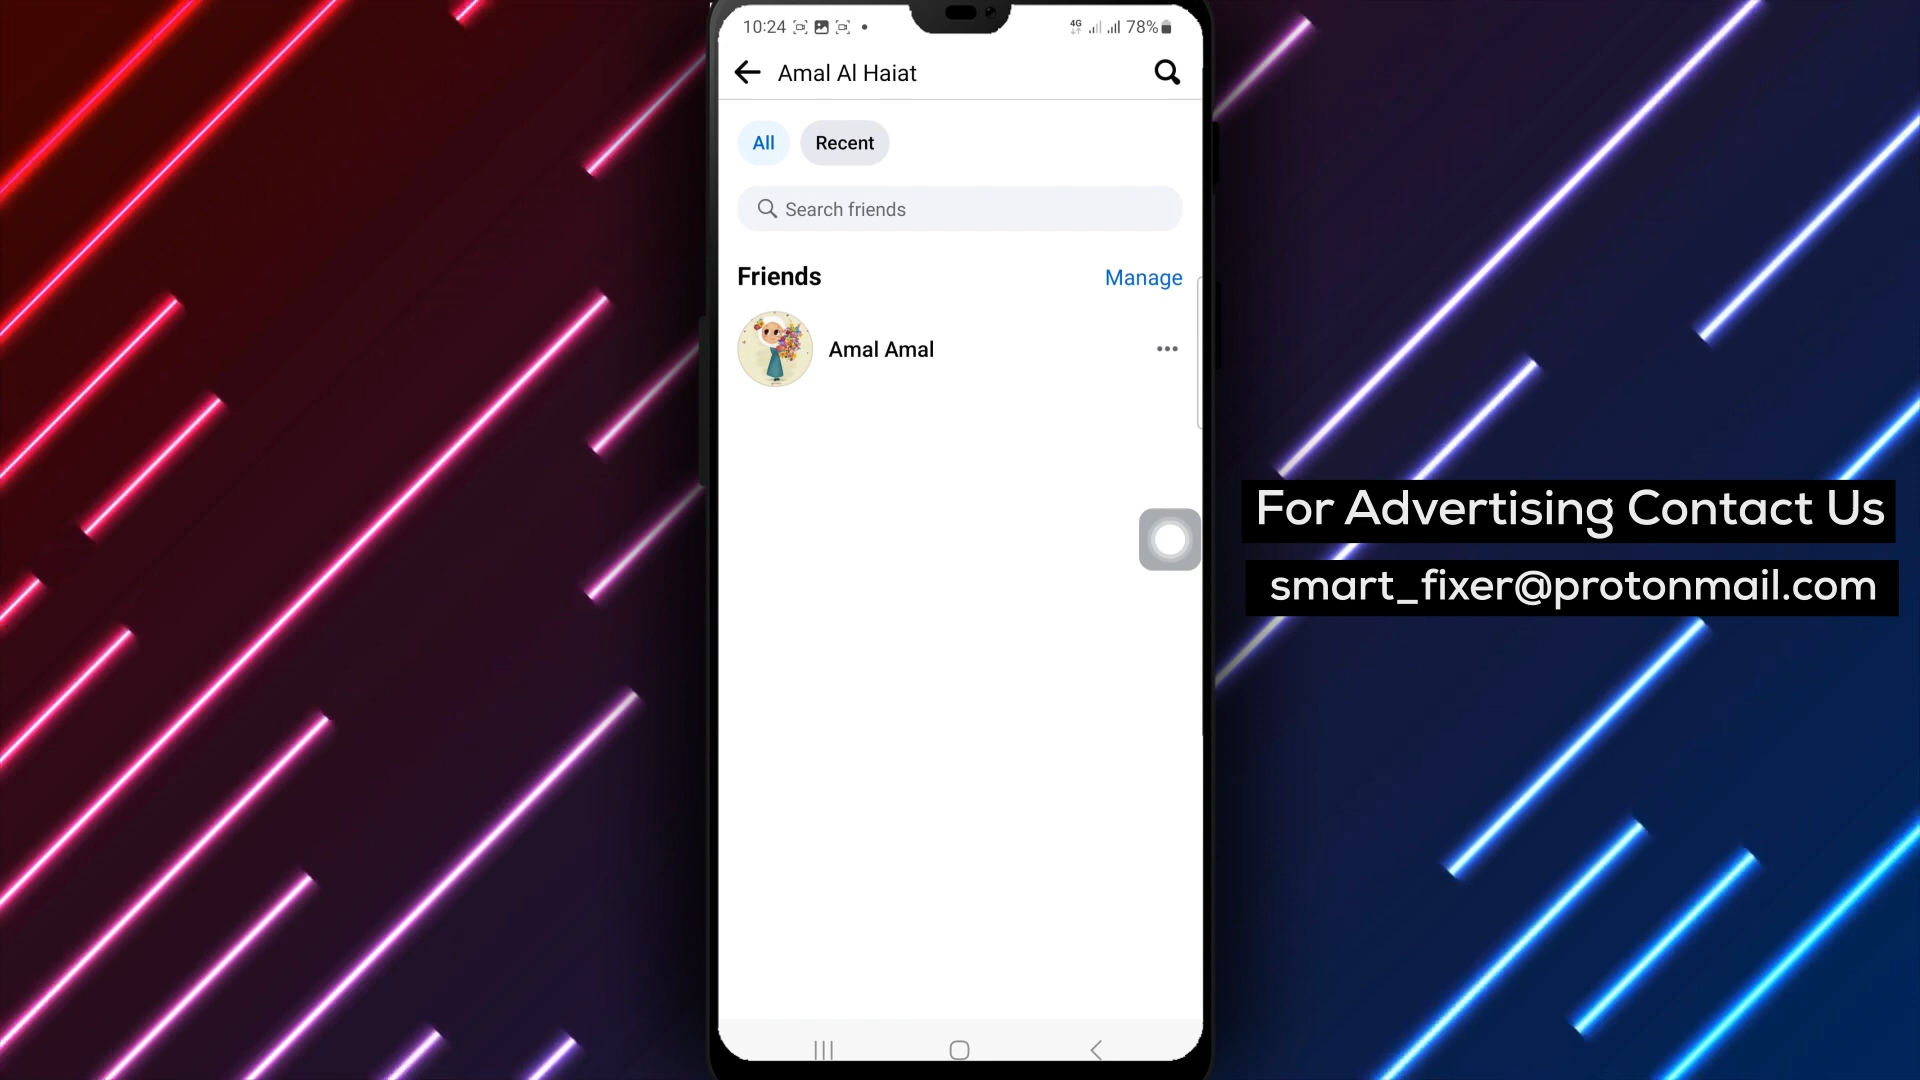 10:24
4G 78%
Amal Al Haiat
All
Recent
Search friends
Friends
Manage
Amal Amal
For Advertising Contact Us
smart_fixer@protonmail.com